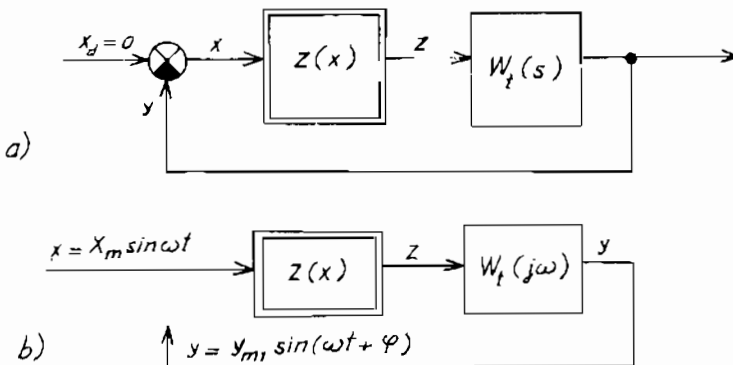 x_d = 0
x
z(x)
z
W_t(s)
y
a)
x = X_m sin ωt
z(x)
z
W_t(jω)
y
b)
y = y_m1 sin(ωt + φ)